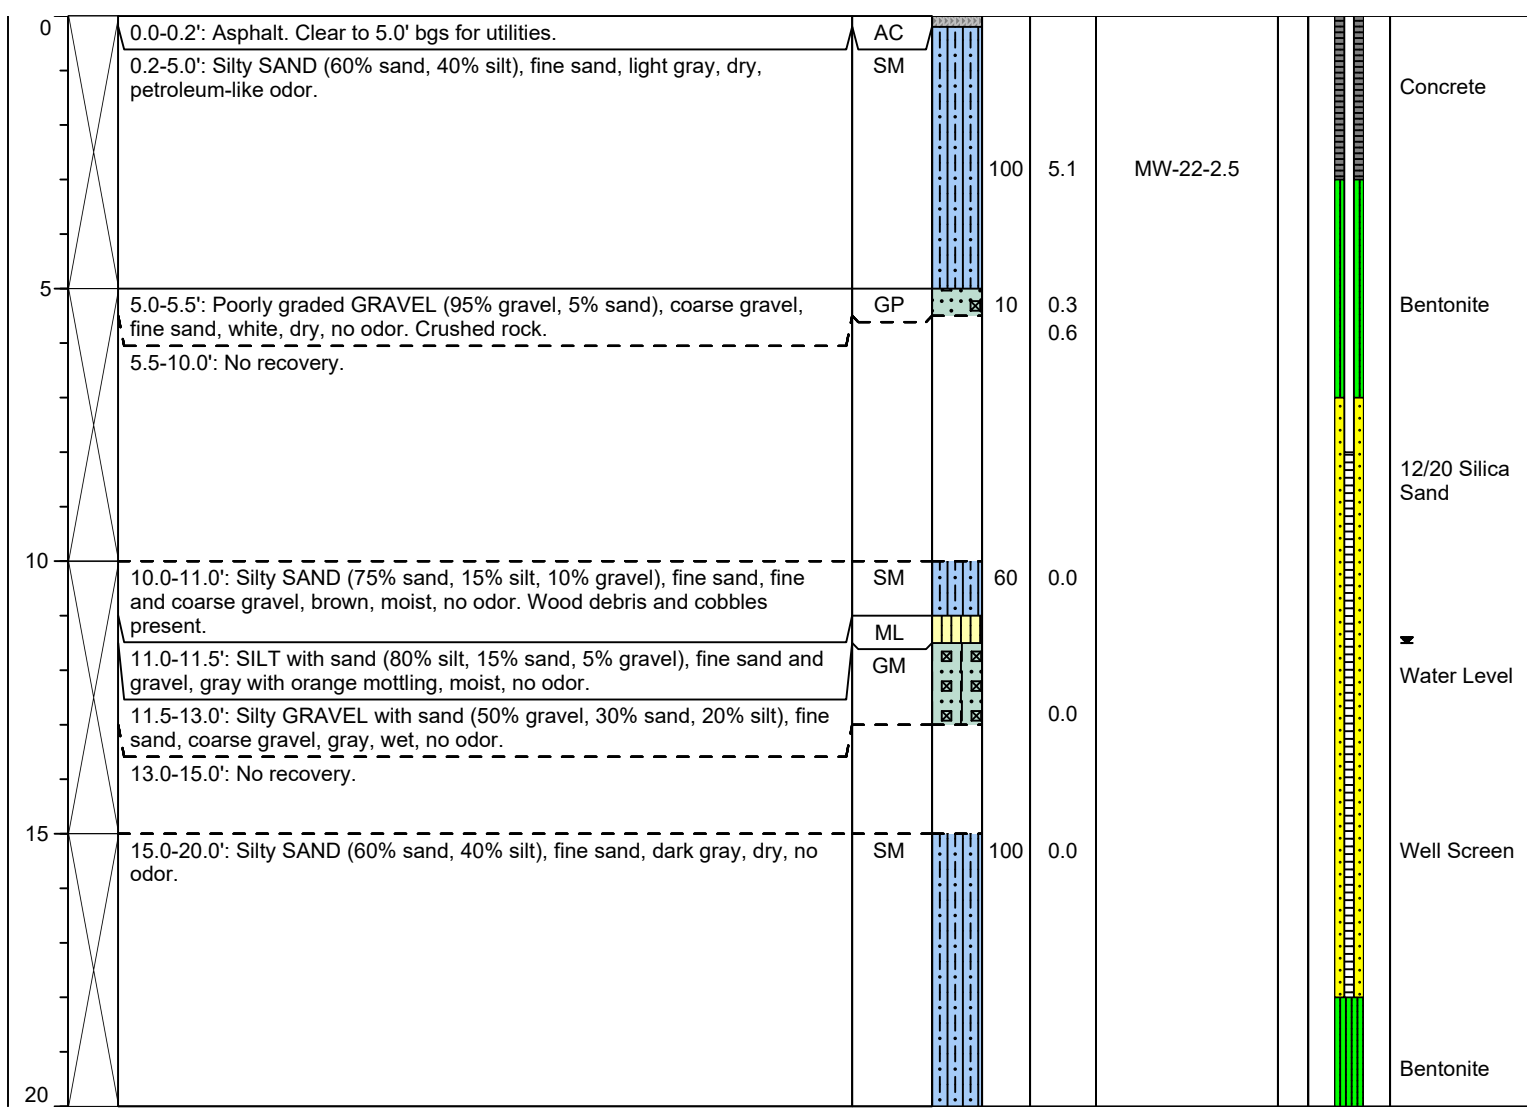 0
0.0-0.2': Asphalt. Clear to 5.0' bgs for utilities.
AC
0.2-5.0': Silty SAND (60% sand, 40% silt), fine sand, light gray, dry,
petroleum-like odor.
SM
Concrete
100
5.1
MW-22-2.5
5
5.0-5.5': Poorly graded GRAVEL (95% gravel, 5% sand), coarse gravel,
fine sand, white, dry, no odor. Crushed rock.
GP
10
0.3
0.6
Bentonite
5.5-10.0': No recovery.
12/20 Silica
Sand
10
10.0-11.0': Silty SAND (75% sand, 15% silt, 10% gravel), fine sand, fine
and coarse gravel, brown, moist, no odor. Wood debris and cobbles
present.
SM
60
0.0
ML
11.0-11.5': SILT with sand (80% silt, 15% sand, 5% gravel), fine sand and
gravel, gray with orange mottling, moist, no odor.
GM
Water Level
11.5-13.0': Silty GRAVEL with sand (50% gravel, 30% sand, 20% silt), fine
sand, coarse gravel, gray, wet, no odor.
0.0
13.0-15.0': No recovery.
15
15.0-20.0': Silty SAND (60% sand, 40% silt), fine sand, dark gray, dry, no
odor.
SM
100
0.0
Well Screen
Bentonite
20